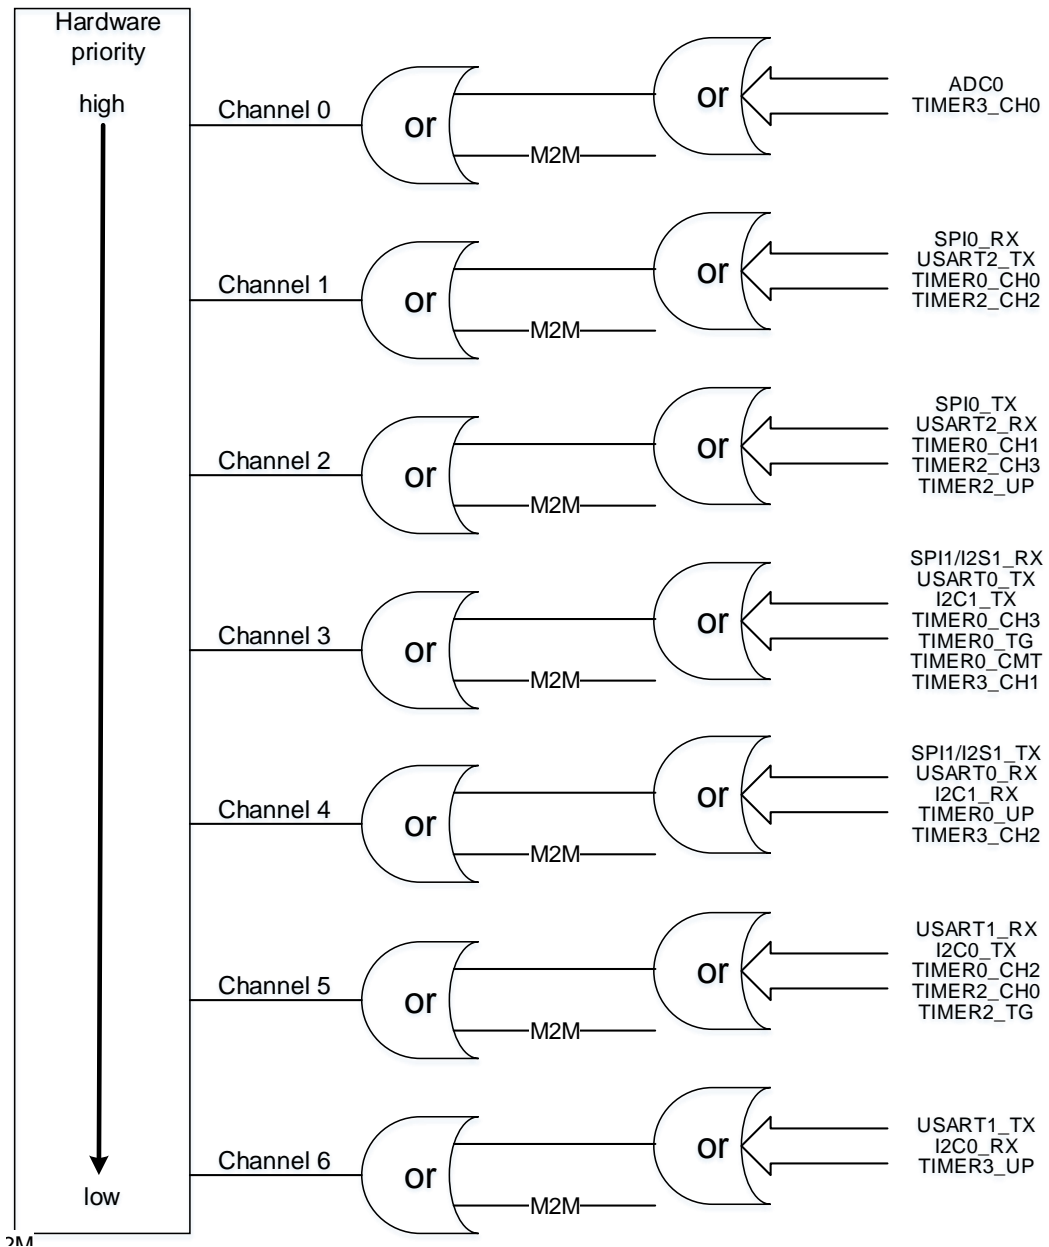 Hardware
priority
high
low
Channel 0
or
M2M
or
ADC0
TIMER3_CH0
Channel 1
or
M2M
or
SPI0_RX
USART2_TX
TIMER0_CH0
TIMER2_CH2
Channel 2
or
M2M
or
SPI0_TX
USART2_RX
TIMER0_CH1
TIMER2_CH3
TIMER2_UP
Channel 3
or
M2M
or
SPI1/I2S1_RX
USART0_TX
I2C1_TX
TIMER0_CH3
TIMER0_TG
TIMER0_CMT
TIMER3_CH1
Channel 4
or
M2M
or
SPI1/I2S1_TX
USART0_RX
I2C1_RX
TIMER0_UP
TIMER3_CH2
Channel 5
or
M2M
or
USART1_RX
I2C0_TX
TIMER0_CH2
TIMER2_CH0
TIMER2_TG
Channel 6
or
M2M
or
USART1_TX
I2C0_RX
TIMER3_UP